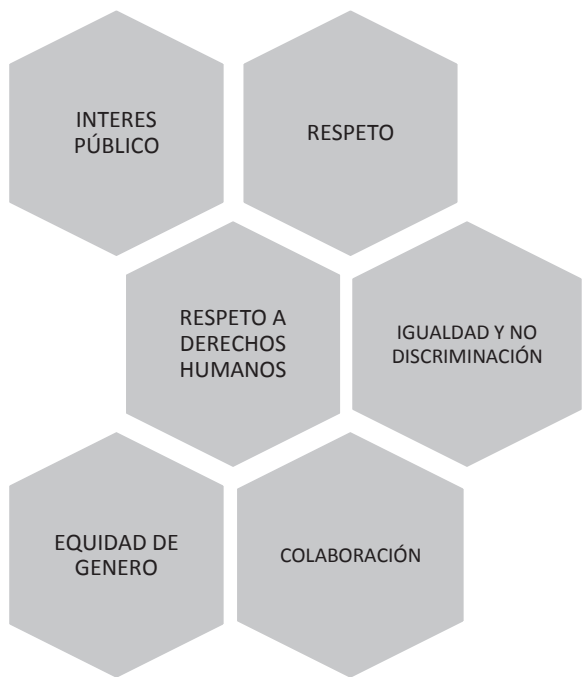 INTERES
PÚBLICO
RESPETO
RESPETO A
DERECHOS
HUMANOS
IGUALDAD Y NO
DISCRIMINACIÓN
EQUIDAD DE
GENERO
COLABORACIÓN